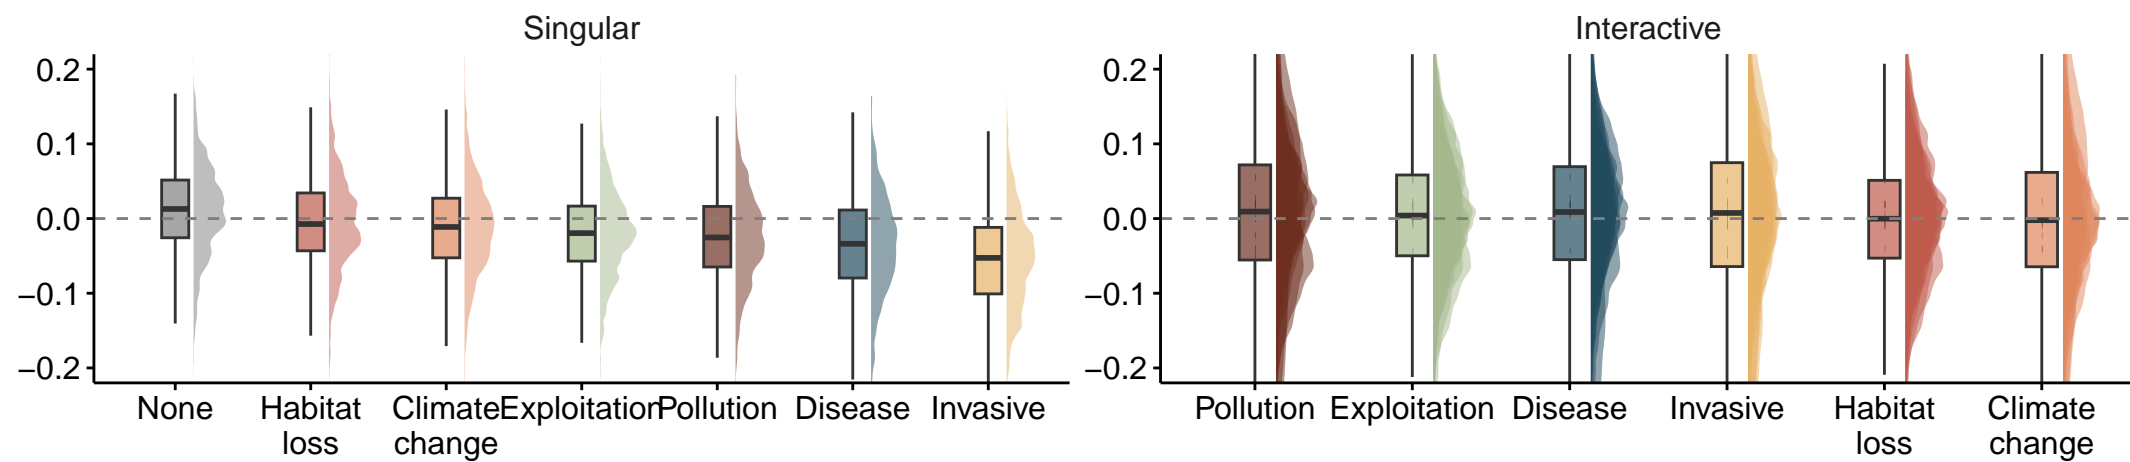 Singular
Interactive
0.2
0.1
0.0
−0.1
−0.2
None
Habitat
loss
Climate
change
Exploitation
Pollution
Disease
Invasive
0.2
0.1
0.0
−0.1
−0.2
Pollution
Exploitation
Disease
Invasive
Habitat
loss
Climate
change